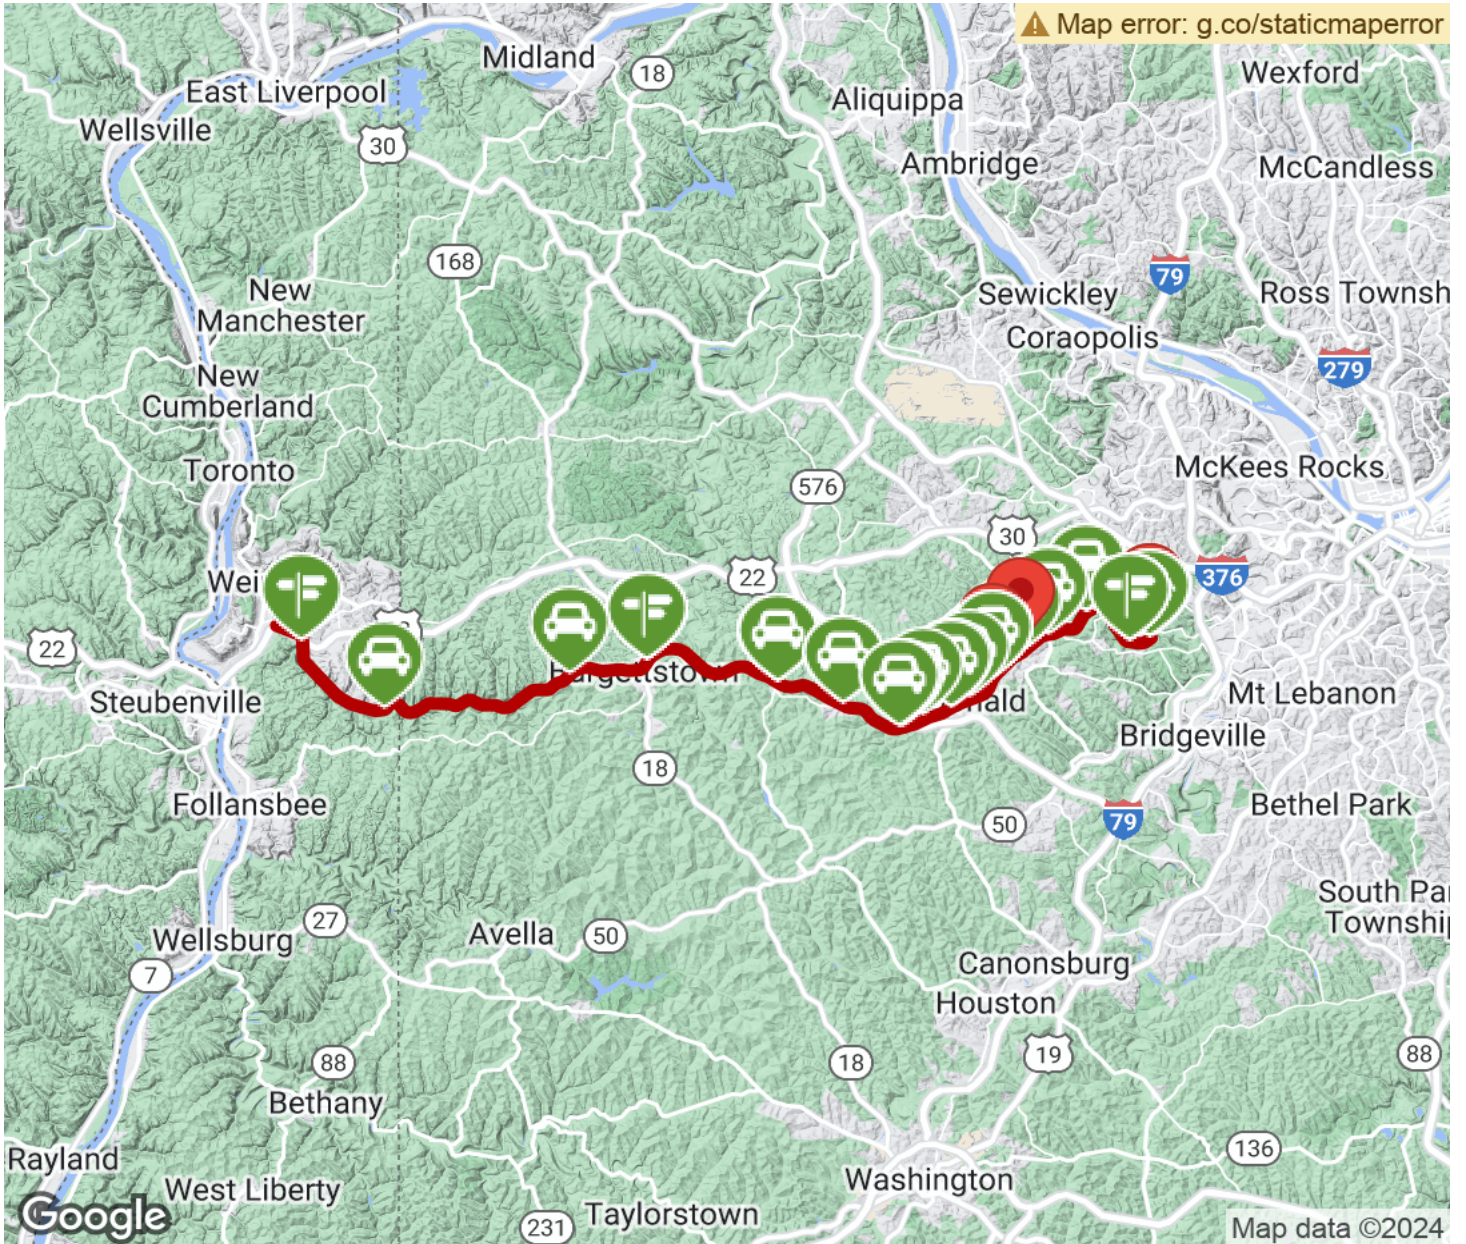 Map error: g.co/staticmaperror
Midland
18
Wexford
East Liverpool
Aliquippa
Wellsville
30
Ambridge
McCandless
168
79
New
Manchester
Sewickley
Ross Townsh
Coraopolis
279
New
Cumberland
Toronto
McKees Rocks
576
30
Wei
22
376
22
Burgettstown
Steubenville
nald
Mt Lebanon
Bridgeville
18
Follansbee
50
79
Bethel Park
South Pa
Township
27
Wellsburg
Avella
50
7
Canonsburg
Houston
88
18
19
88
Bethany
136
Rayland
West Liberty
Washington
231
Taylorstown
Google
Map data ©2024